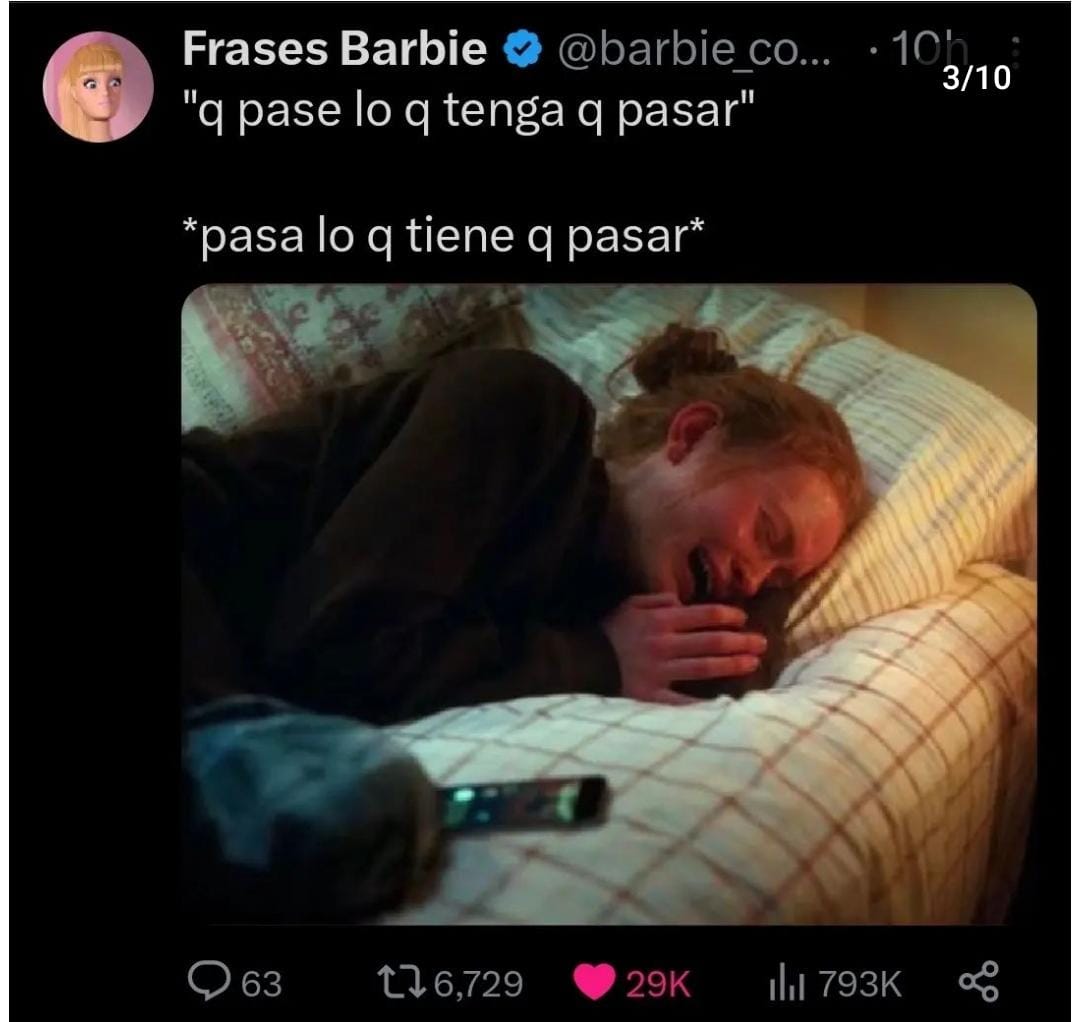 Frases Barbie @barbie_co... · 10h
3/10
"q pase lo q tenga q pasar"
*pasa lo q tiene q pasar*
63 6,729 29K 793K